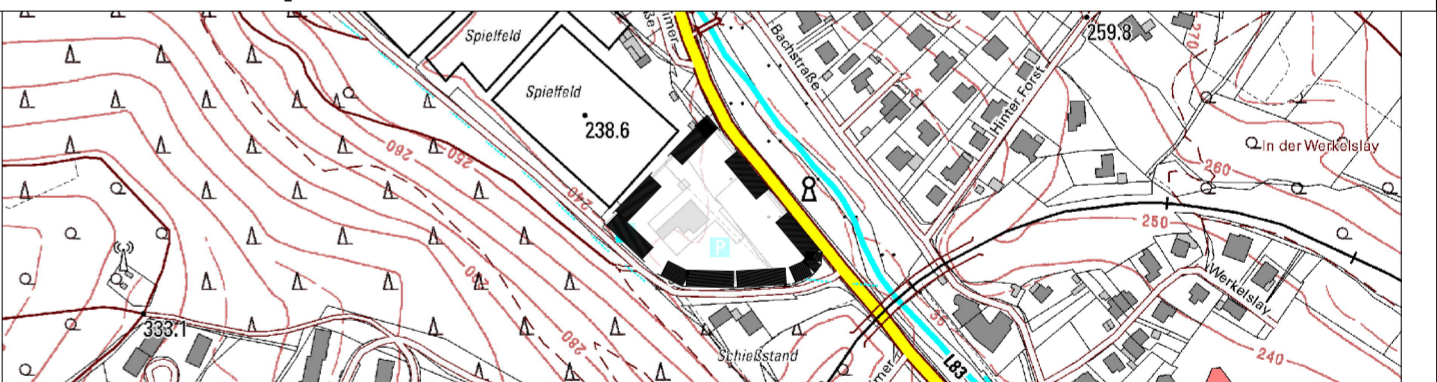 Spielfeld
Spielfeld
238.6
Bachstraße
259.8
270
Hinter Forst
In der Werkelslay
260
250
260
250
240
P
333.1
280
Schießstand
L83
Werkelslay
240